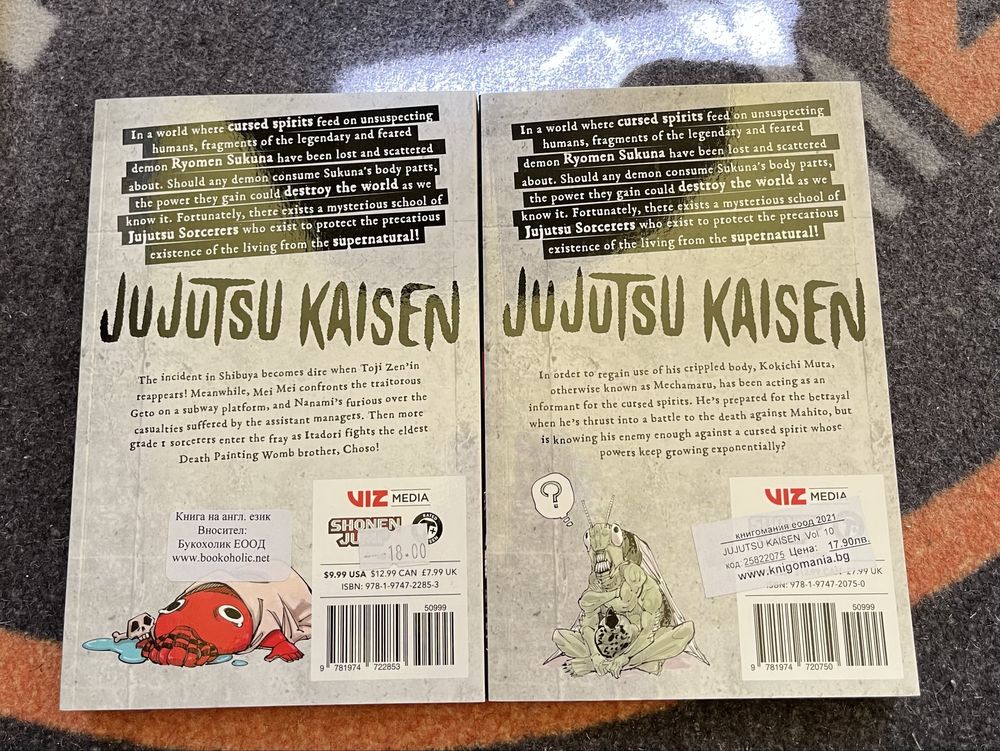 In a world where cursed spirits feed on unsuspecting
humans, fragments of the legendary and feared
demon Ryomen Sukuna have been lost and scattered
about. Should any demon consume Sukuna's body parts,
the power they gain could destroy the world as we
know it. Fortunately, there exists a mysterious school of
Jujutsu Sorcerers who exist to protect the precarious
existence of the living from the supernatural!
JUJUTSU KAISEN
The incident in Shibuya becomes dire when Toji Zen'in
reappears! Meanwhile, Mei Mei confronts the traitorous
Geto on a subway platform, and Nanami's furious over the
casualties suffered by the assistant managers. Then more
grade 1 sorcerers enter the fray as Itadori fights the eldest
Death Painting Womb brother, Choso!
Книга на англ. език
Вносител:
Букохолик ЕООД
www.bookoholic.net
VIZ MEDIA
SHONEN
18.00
$9.99 USA $12.99 CAN £7.99 UK
ISBN: 978-1-9747-2285-3
50999
9 781974 722853
In a world where cursed spirits feed on unsuspecting
humans, fragments of the legendary and feared
demon Ryomen Sukuna have been lost and scattered
about. Should any demon consume Sukuna's body parts,
the power they gain could destroy the world as we
know it. Fortunately, there exists a mysterious school of
Jujutsu Sorcerers who exist to protect the precarious
existence of the living from the supernatural!
JUJUTSU KAISEN
In order to regain use of his crippled body, Kokichi Muta,
otherwise known as Mechamaru, has been acting as an
informant for the cursed spirits. He's prepared for the betrayal
when he's thrust into a battle to the death against Mahito, but
is knowing his enemy enough against a cursed spirit whose
powers keep growing exponentially?
?
VIZ MEDIA
книгомания еоод 2021
JUJUTSU KAISEN Vol. 10
код 25822075 Цена: 17.90лв.
www.knigomania.bg
£7.99 UK
ISBN: 978-1-9747-2075-0
50999
9 781974 720750